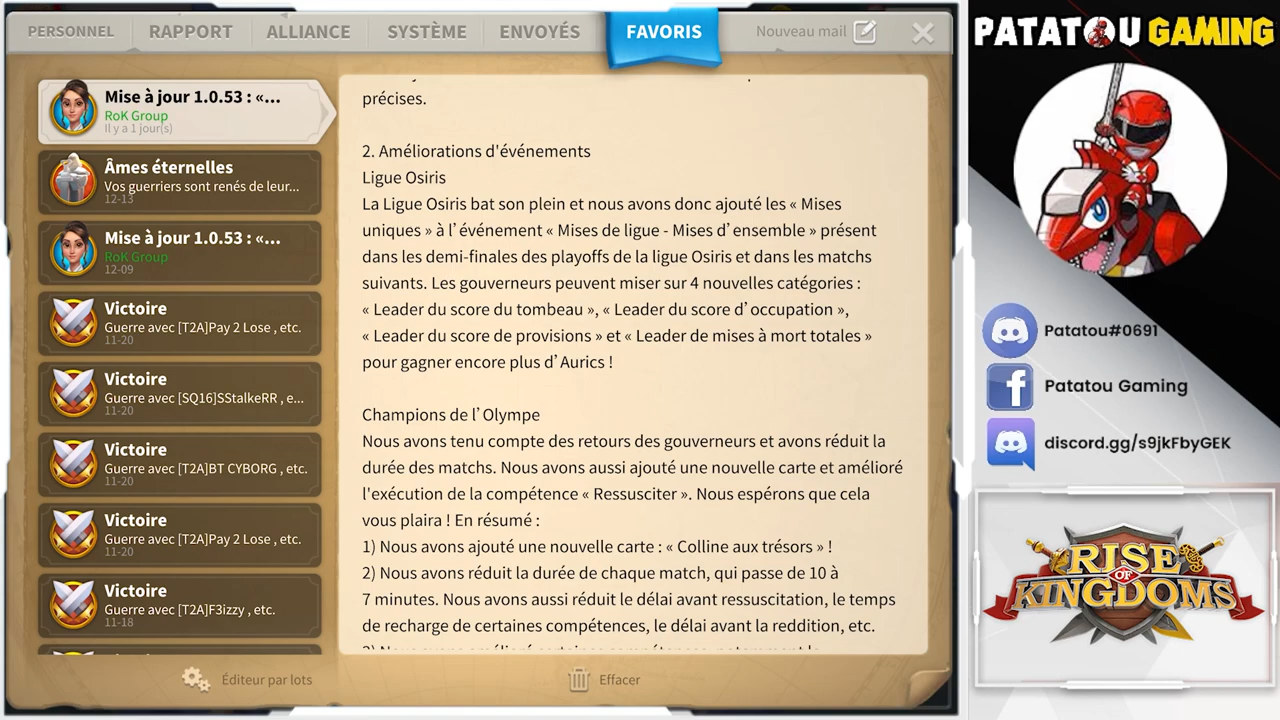 PERSONNEL
RAPPORT
ALLIANCE
SYSTÈME
ENVOYÉS
FAVORIS
Nouveau mail
Mise à jour 1.0.53 : «...
RoK Group
Il y a 1 jour(s)
Âmes éternelles
Vos guerriers sont renés de leur...
12-13
Mise à jour 1.0.53 : «...
RoK Group
12-09
Victoire
Guerre avec [T2A]Pay 2 Lose , etc.
11-20
Victoire
Guerre avec [SQ16]SStalkeRR , e...
11-20
Victoire
Guerre avec [T2A]BT CYBORG , etc.
11-20
Victoire
Guerre avec [T2A]Pay 2 Lose , etc.
11-20
Victoire
Guerre avec [T2A]F3izzy , etc.
11-18
précises.
2. Améliorations d'événements
Ligue Osiris
La Ligue Osiris bat son plein et nous avons donc ajouté les « Mises
uniques » à l’événement « Mises de ligue - Mises d’ensemble » présent
dans les demi-finales des playoffs de la ligue Osiris et dans les matchs
suivants. Les gouverneurs peuvent miser sur 4 nouvelles catégories :
« Leader du score du tombeau », « Leader du score d’occupation »,
« Leader du score de provisions » et « Leader de mises à mort totales »
pour gagner encore plus d’Aurics !
Champions de l’Olympe
Nous avons tenu compte des retours des gouverneurs et avons réduit la
durée des matchs. Nous avons aussi ajouté une nouvelle carte et amélioré
l'exécution de la compétence « Ressusciter ». Nous espérons que cela
vous plaira ! En résumé :
1) Nous avons ajouté une nouvelle carte : « Colline aux trésors » !
2) Nous avons réduit la durée de chaque match, qui passe de 10 à
7 minutes. Nous avons aussi réduit le délai avant ressuscitation, le temps
de recharge de certaines compétences, le délai avant la reddition, etc.
Éditeur par lots
Effacer
PATATOU GAMING
Patatou#0691
Patatou Gaming
discord.gg/s9jkFbyGEK
RISE
OF
KINGDOMS